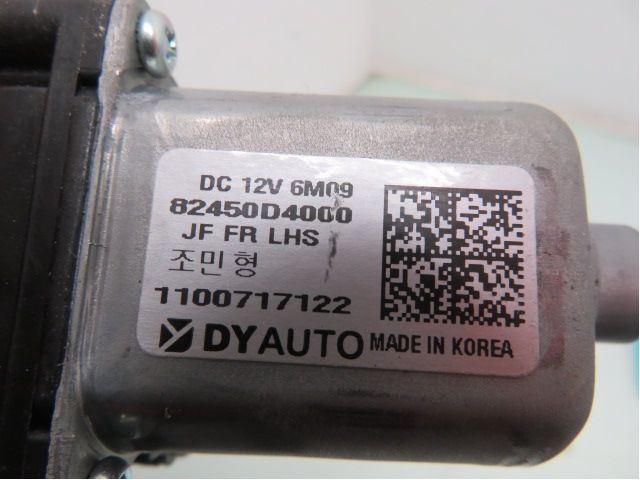 DC 12V 6M09
82450D4000
JF FR LHS
조민형
1100717122
DYAUTO MADE IN KOREA